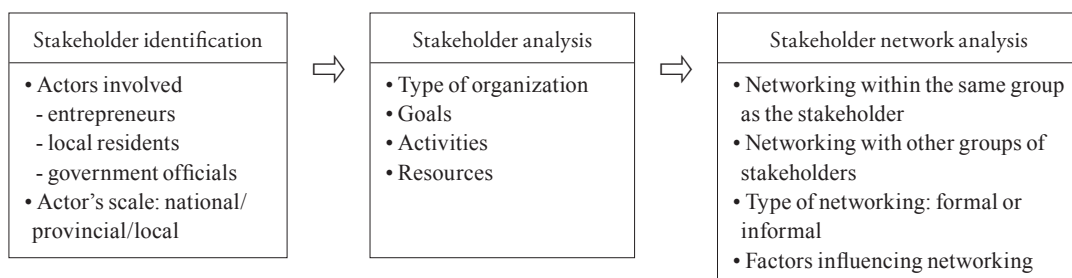 Stakeholder identification
• Actors involved
- entrepreneurs
- local residents
- government officials
• Actor’s scale: national/
provincial/local
Stakeholder analysis
• Type of organization
• Goals
• Activities
• Resources
Stakeholder network analysis
• Networking within the same group
as the stakeholder
• Networking with other groups of
stakeholders
• Type of networking: formal or
informal
• Factors influencing networking